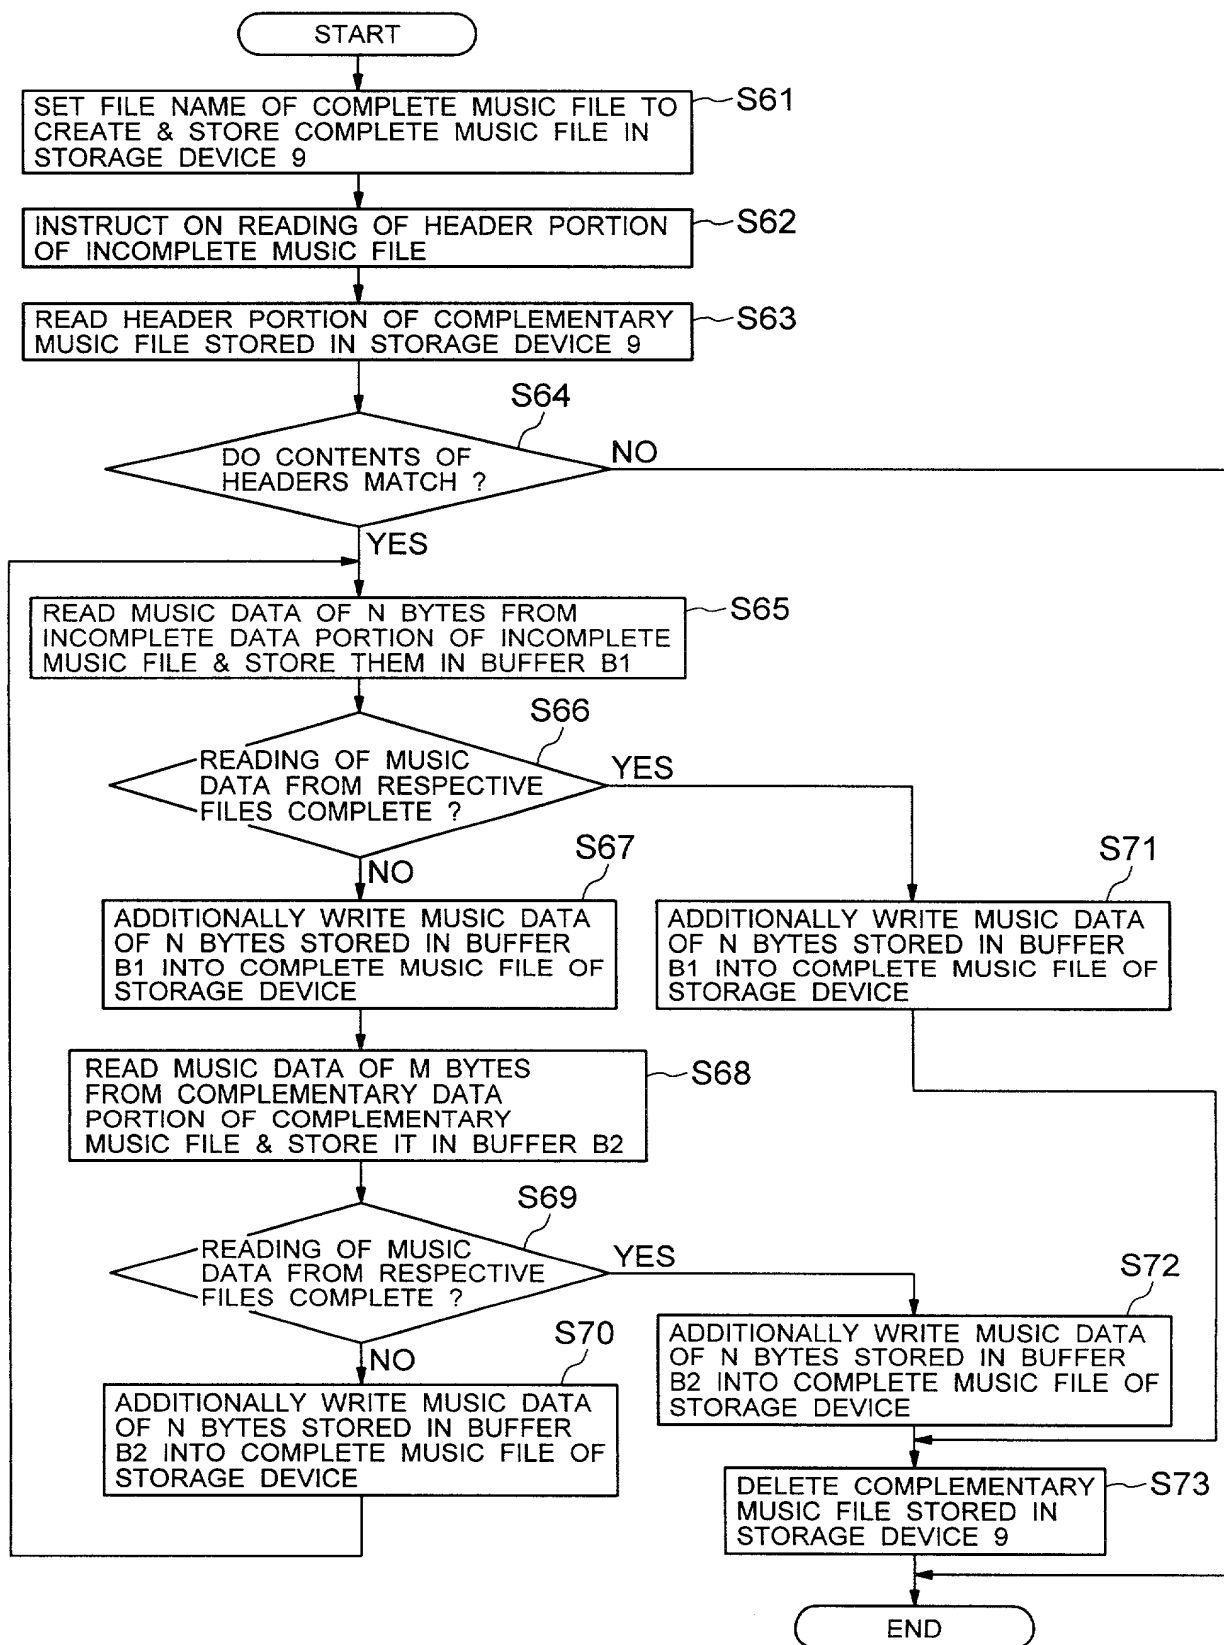 START
SET FILE NAME OF COMPLETE MUSIC FILE TO
CREATE & STORE COMPLETE MUSIC FILE IN
STORAGE DEVICE 9
S61
INSTRUCT ON READING OF HEADER PORTION
OF INCOMPLETE MUSIC FILE
S62
READ HEADER PORTION OF COMPLEMENTARY
MUSIC FILE STORED IN STORAGE DEVICE 9
S63
S64
DO CONTENTS OF
HEADERS MATCH ?
NO
YES
READ MUSIC DATA OF N BYTES FROM
INCOMPLETE DATA PORTION OF INCOMPLETE
MUSIC FILE & STORE THEM IN BUFFER B1
S65
S66
READING OF MUSIC
DATA FROM RESPECTIVE
FILES COMPLETE ?
YES
NO
S67
ADDITIONALLY WRITE MUSIC DATA
OF N BYTES STORED IN BUFFER
B1 INTO COMPLETE MUSIC FILE OF
STORAGE DEVICE
S71
ADDITIONALLY WRITE MUSIC DATA
OF N BYTES STORED IN BUFFER
B1 INTO COMPLETE MUSIC FILE OF
STORAGE DEVICE
READ MUSIC DATA OF M BYTES
FROM COMPLEMENTARY DATA
PORTION OF COMPLEMENTARY
MUSIC FILE & STORE IT IN BUFFER B2
S68
S69
READING OF MUSIC
DATA FROM RESPECTIVE
FILES COMPLETE ?
YES
NO
S70
ADDITIONALLY WRITE MUSIC DATA
OF N BYTES STORED IN BUFFER
B2 INTO COMPLETE MUSIC FILE OF
STORAGE DEVICE
S72
ADDITIONALLY WRITE MUSIC DATA
OF N BYTES STORED IN BUFFER
B2 INTO COMPLETE MUSIC FILE OF
STORAGE DEVICE
DELETE COMPLEMENTARY
MUSIC FILE STORED IN
STORAGE DEVICE 9
S73
END